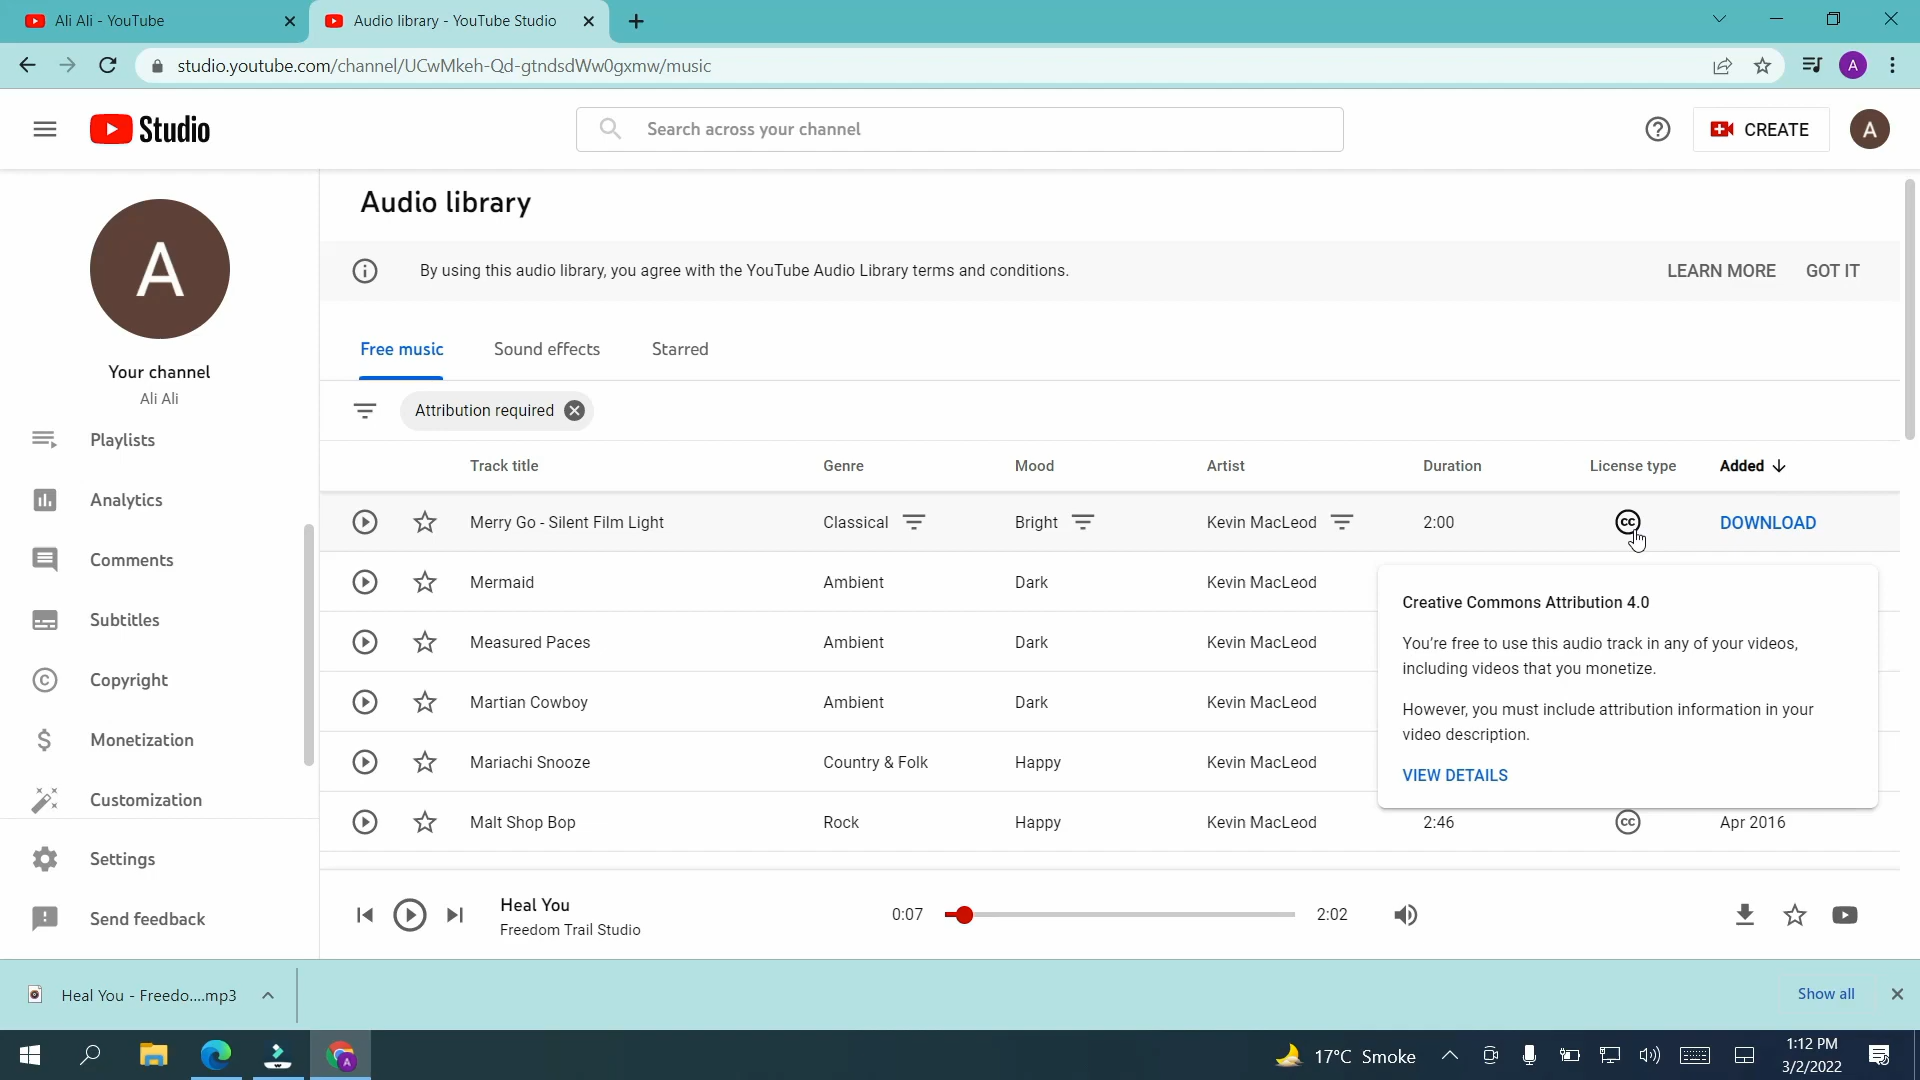 Ali Ali - YouTube
Audio library - YouTube Studio
studio.youtube.com/channel/UCwMkeh-Qd-gtndsdWw0gxmw/music
A
Studio
Search across your channel
CREATE
A
A
Your channel
Ali Ali
Playlists
Analytics
Comments
Subtitles
Copyright
Monetization
Customization
Settings
Send feedback
Audio library
By using this audio library, you agree with the YouTube Audio Library terms and conditions.
LEARN MORE
GOT IT
Free music
Sound effects
Starred
Attribution required
Track title Genre Mood Artist Duration License type Added
Merry Go - Silent Film Light Classical Bright Kevin MacLeod 2:00 cc DOWNLOAD
Mermaid Ambient Dark Kevin MacLeod
Measured Paces Ambient Dark Kevin MacLeod
Martian Cowboy Ambient Dark Kevin MacLeod
Mariachi Snooze Country & Folk Happy Kevin MacLeod
Malt Shop Bop Rock Happy Kevin MacLeod 2:46 cc Apr 2016
Creative Commons Attribution 4.0
You're free to use this audio track in any of your videos,
including videos that you monetize.
However, you must include attribution information in your
video description.
VIEW DETAILS
Heal You
Freedom Trail Studio
0:07
2:02
Heal You - Freedo....mp3
Show all
17°C Smoke
1:12 PM
3/2/2022